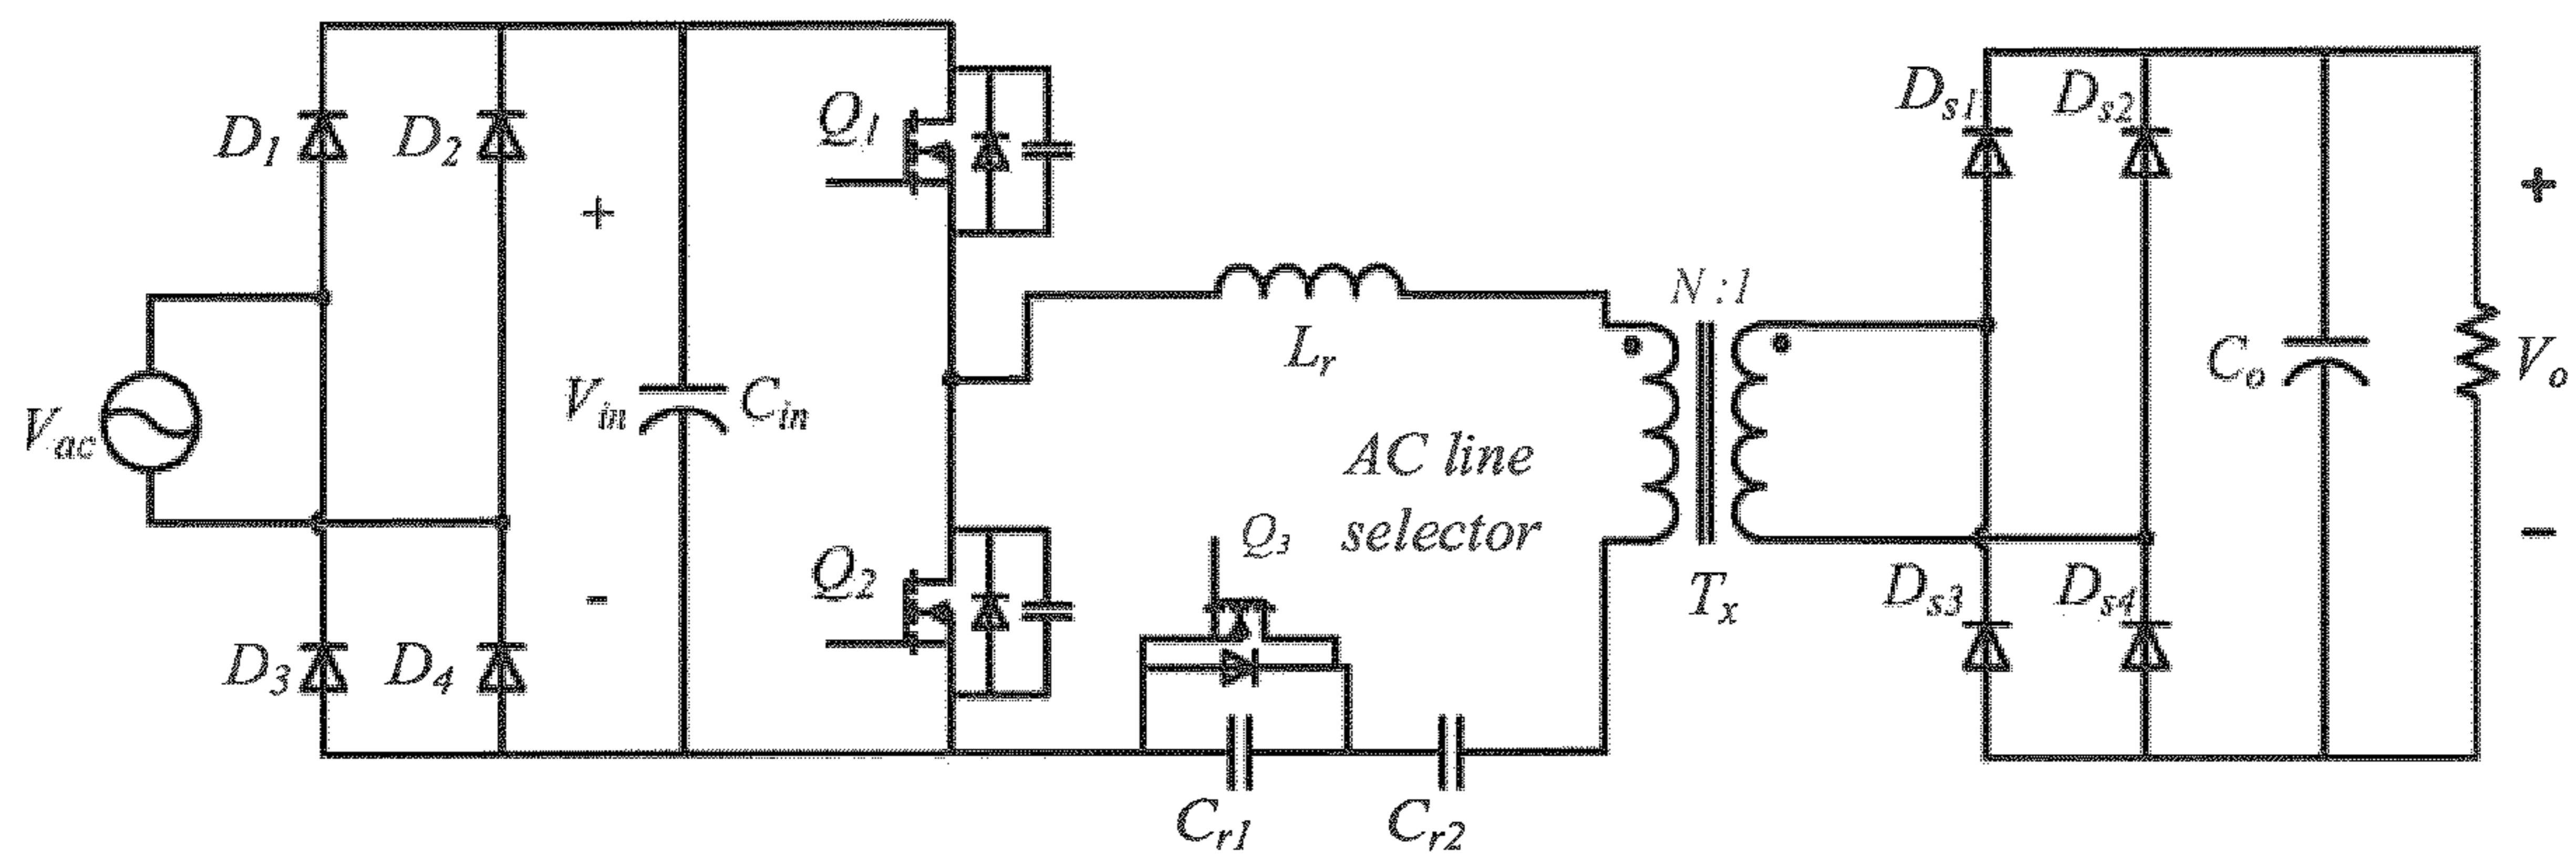 D1
D2
Q1
Ds1
Ds2
+
+
N:1
Lr
Vac
Vin
Cin
Co
Vo
AC line
selector
Q3
Q2
-
-
Tx
Ds3
Ds4
D3
D4
Cr1
Cr2